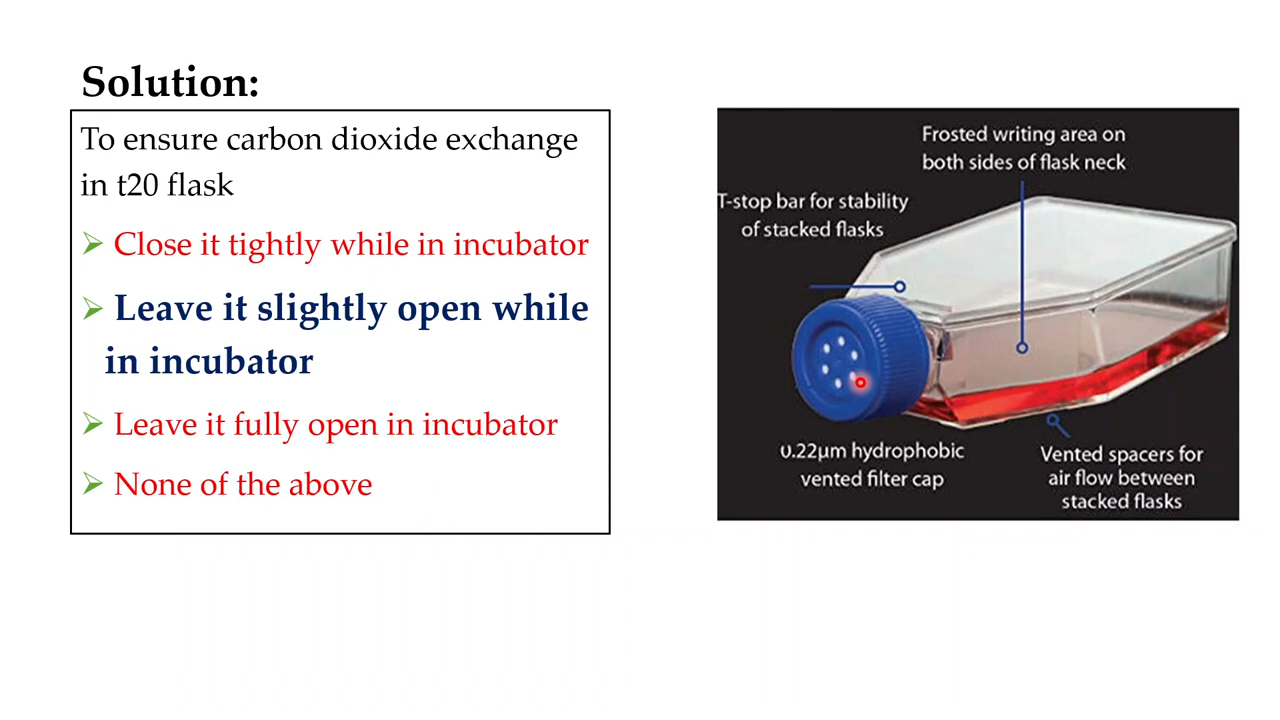 Solution:
To ensure carbon dioxide exchange
in t20 flask
Close it tightly while in incubator
Leave it slightly open while
in incubator
Leave it fully open in incubator
None of the above
Frosted writing area on
both sides of flask neck
T-stop bar for stability
of stacked flasks
0.22µm hydrophobic
vented filter cap
Vented spacers for
air flow between
stacked flasks